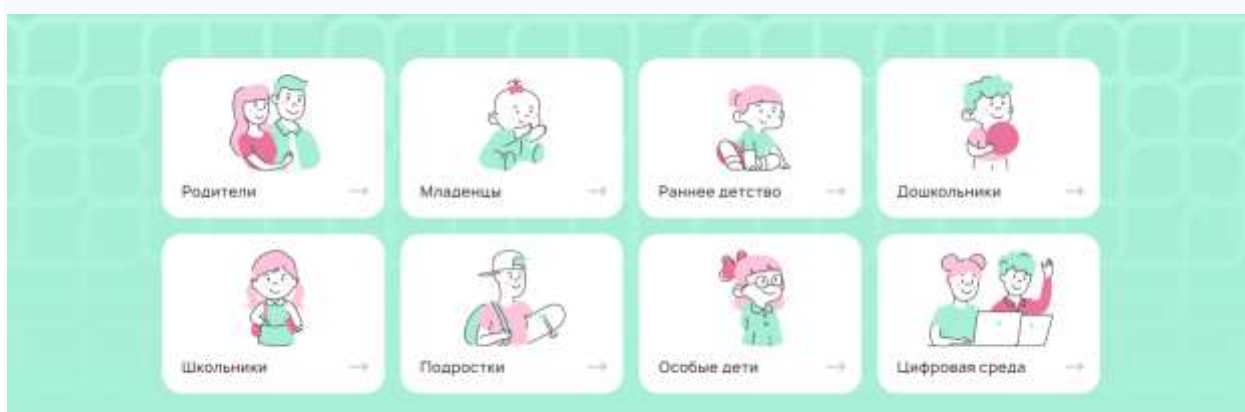 Родители
Младенцы
Раннее детство
Дошкольники
Школьники
Подростки
Особые дети
Цифровая среда